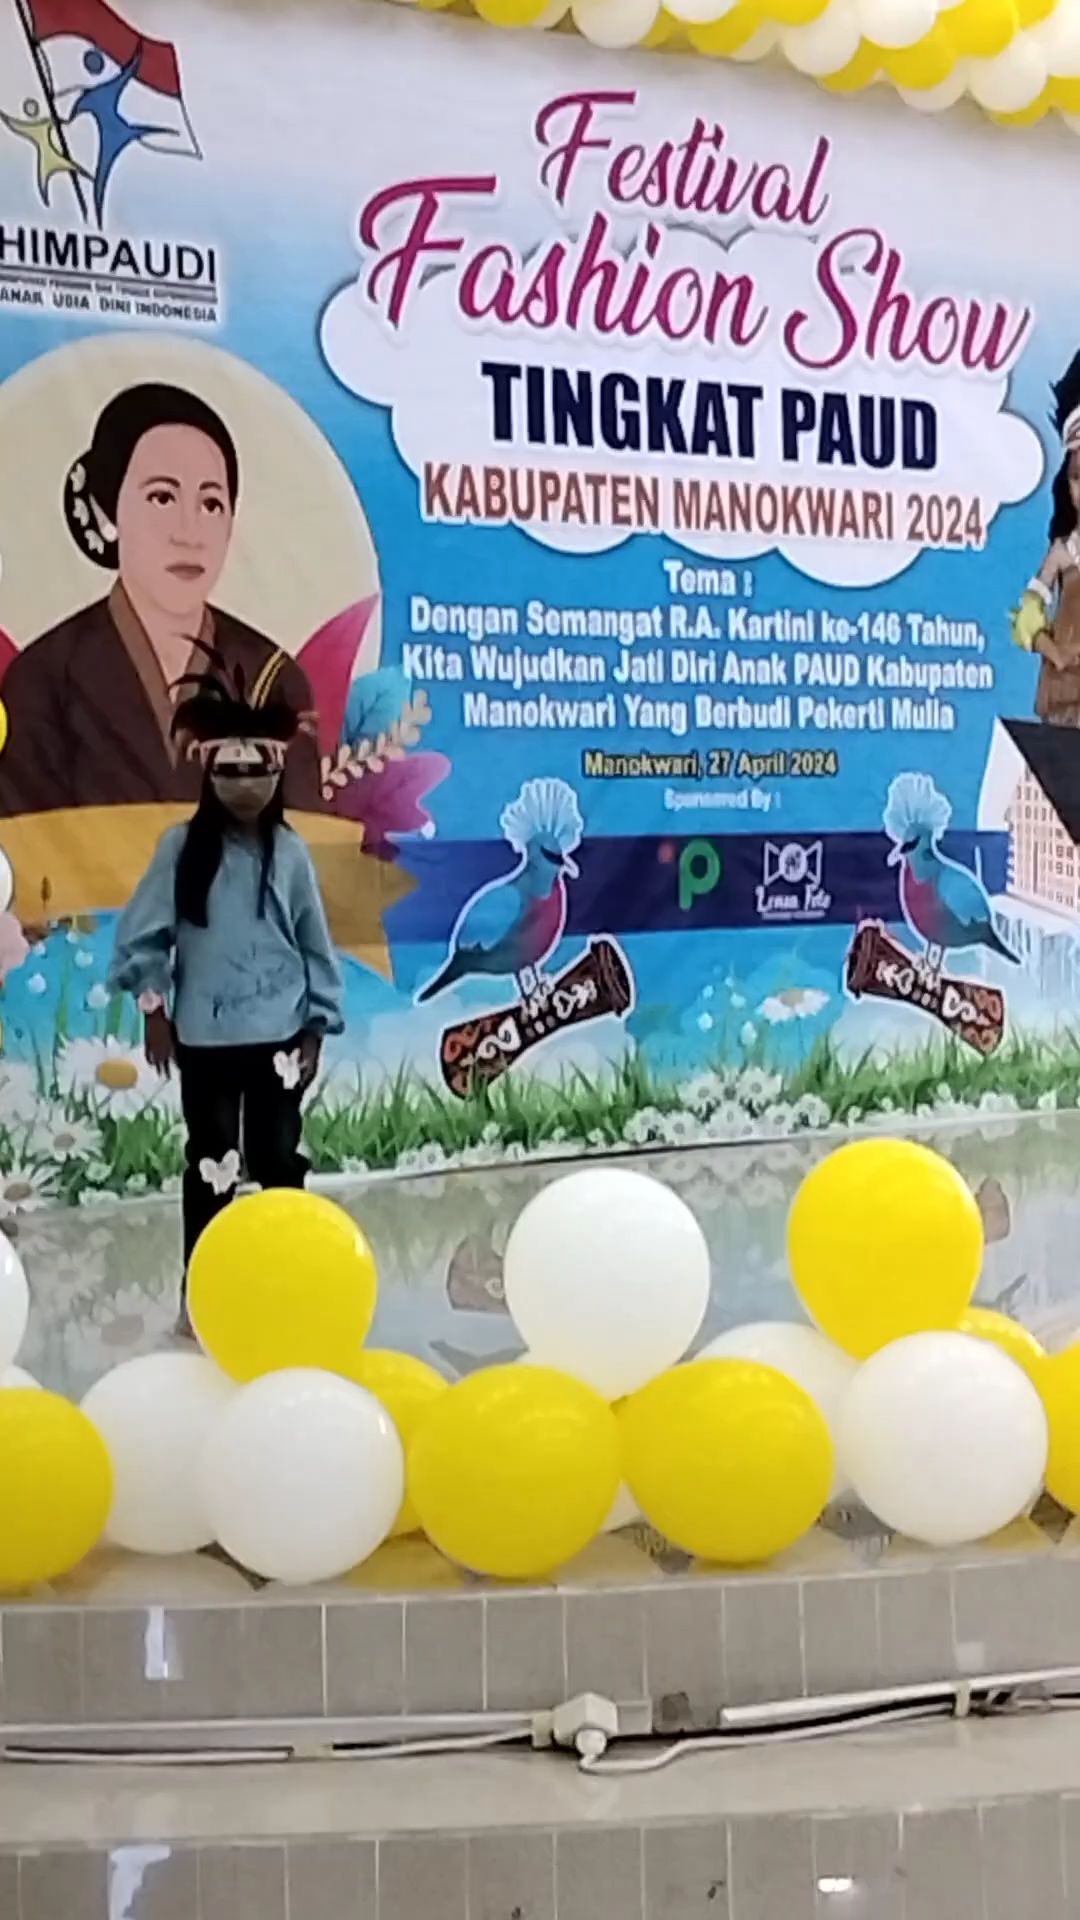 HIMPAUDI
ANAK USIA DINI INDONESIA
Festival
Fashion Show
TINGKAT PAUD
KABUPATEN MANOKWARI 2024
Tema :
Dengan Semangat R.A. Kartini ke-146 Tahun,
Kita Wujudkan Jati Diri Anak PAUD Kabupaten
Manokwari Yang Berbudi Pekerti Mulia
Manokwari, 27 April 2024
Sponsored By :
Lensa Foto